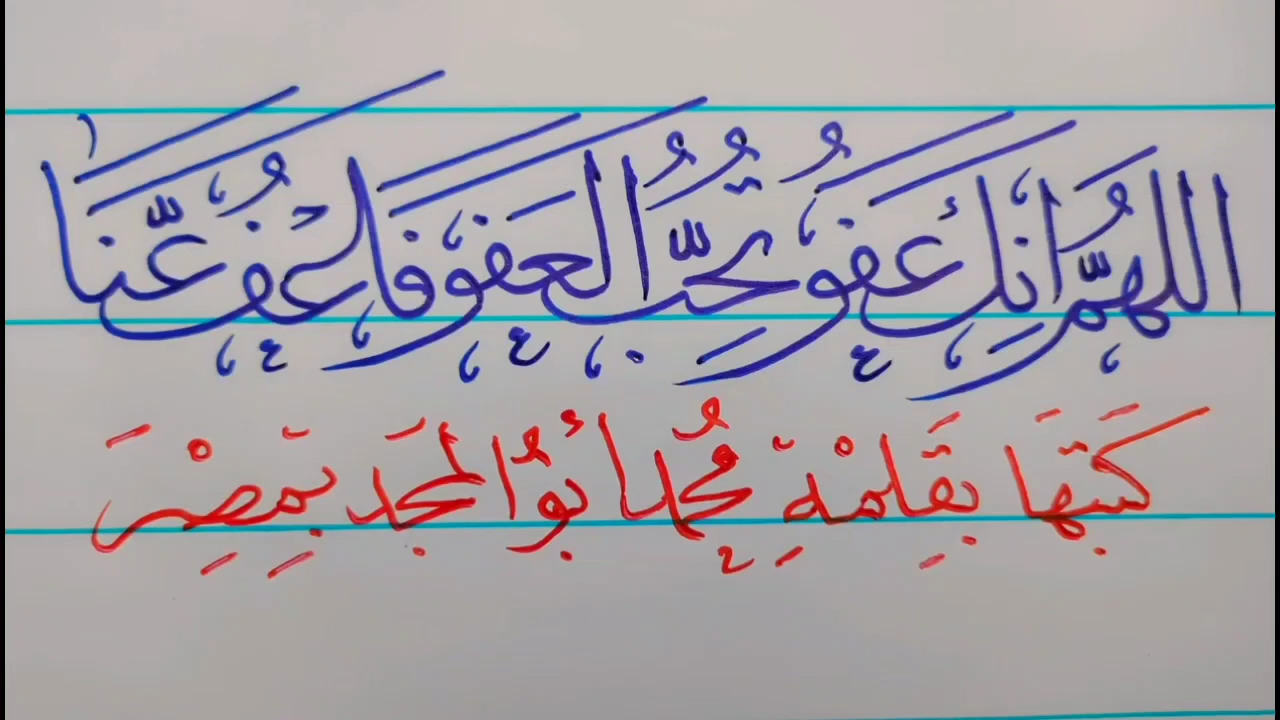 اللهم إنك عفو تحب العفو فاعف عنا
كتبها بقلمه محمد أبو المجد بمصر